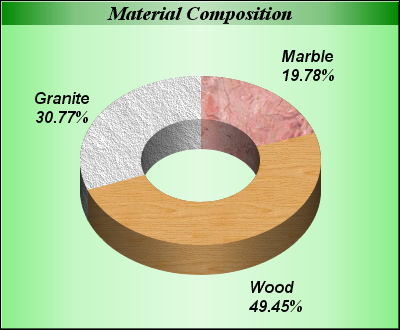 Material Composition
Marble
19.78%
Granite
30.77%
Wood
49.45%